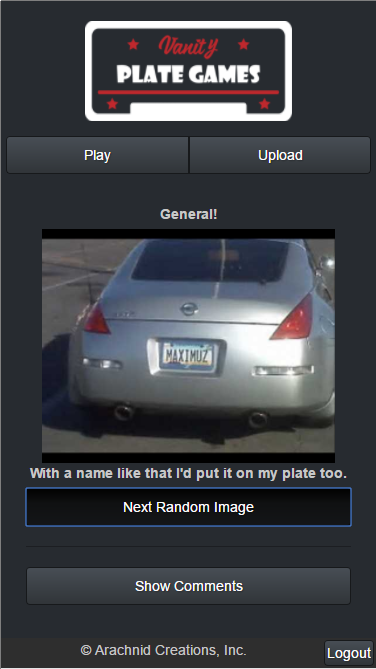 Vanity
PLATE GAMES
Play
Upload
General!
MAXIMUZ
With a name like that I'd put it on my plate too.
Next Random Image
Show Comments
© Arachnid Creations, Inc.
Logout